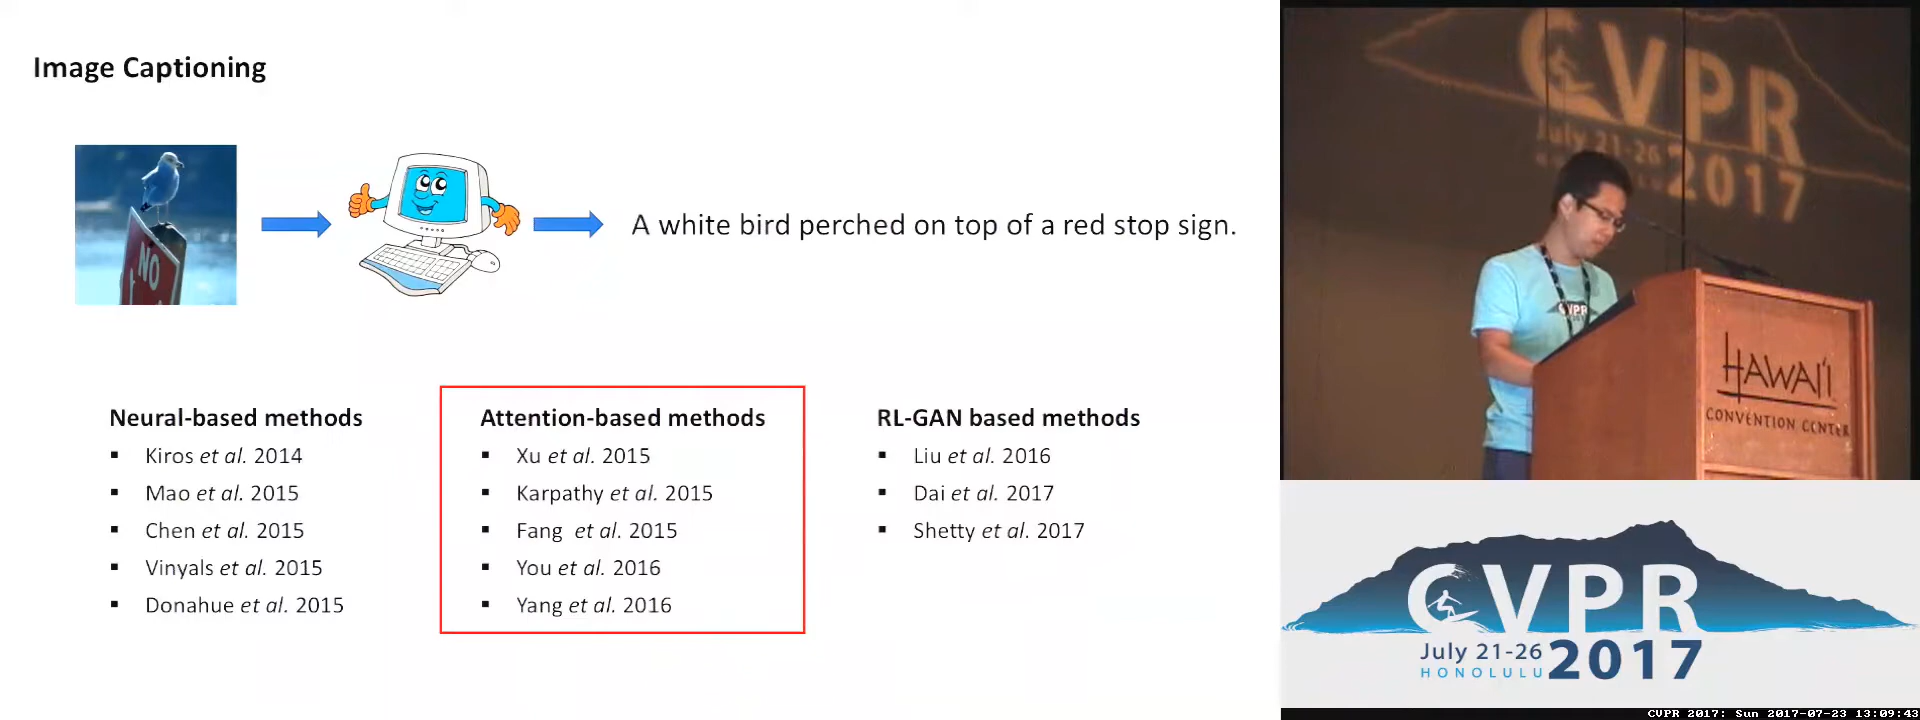 Image Captioning
NO
A white bird perched on top of a red stop sign.
Neural-based methods
▪ Kiros et al. 2014
▪ Mao et al. 2015
▪ Chen et al. 2015
▪ Vinyals et al. 2015
▪ Donahue et al. 2015
Attention-based methods
▪ Xu et al. 2015
▪ Karpathy et al. 2015
▪ Fang et al. 2015
▪ You et al. 2016
▪ Yang et al. 2016
RL-GAN based methods
▪ Liu et al. 2016
▪ Dai et al. 2017
▪ Shetty et al. 2017
CVPR
July 21-26
2017
CVPR
HAWAI'I
CONVENTION CENTER
CVPR
July 21-26
HONOLULU
2017
CVPR 2017: Sun 2017-07-23 13:09:43